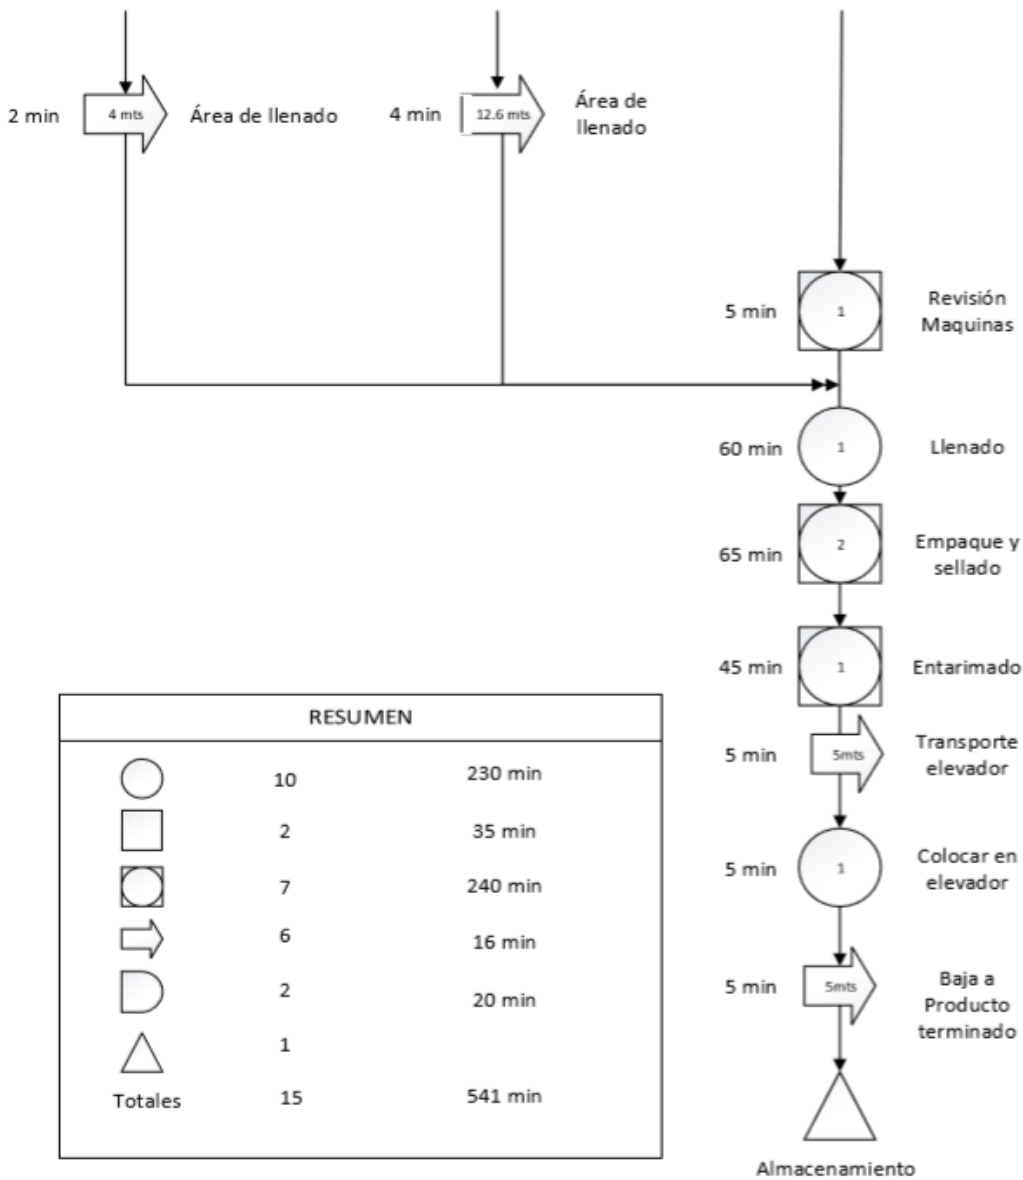 2 min
4 mts
Área de llenado
4 min
12.6 mts
Área de
llenado
5 min
1
Revisión
Maquinas
60 min
1
Llenado
65 min
2
Empaque y
sellado
45 min
1
Entarimado
5 min
5mts
Transporte
elevador
5 min
1
Colocar en
elevador
5 min
5mts
Baja a
Producto
terminado
Almacenamiento
RESUMEN
10 230 min
2 35 min
7 240 min
6 16 min
2 20 min
1
Totales 15 541 min